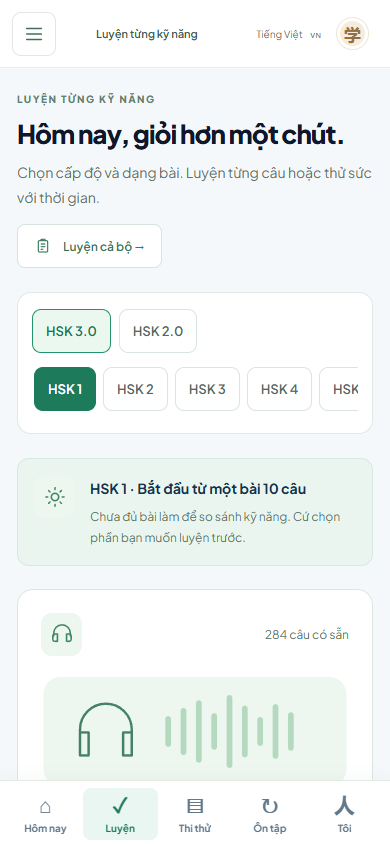 Luyện từng kỹ năng
Tiếng Việt VN
学
LUYỆN TỪNG KỸ NĂNG
Hôm nay, giỏi hơn một chút.
Chọn cấp độ và dạng bài. Luyện từng câu hoặc thử sức
với thời gian.
Luyện cả bộ →
HSK 3.0
HSK 2.0
HSK 1
HSK 2
HSK 3
HSK 4
HSK
HSK 1 · Bắt đầu từ một bài 10 câu
Chưa đủ bài làm để so sánh kỹ năng. Cứ chọn
phần bạn muốn luyện trước.
284 câu có sẵn
Hôm nay
Luyện
Thi thử
Ôn tập
人
Tôi